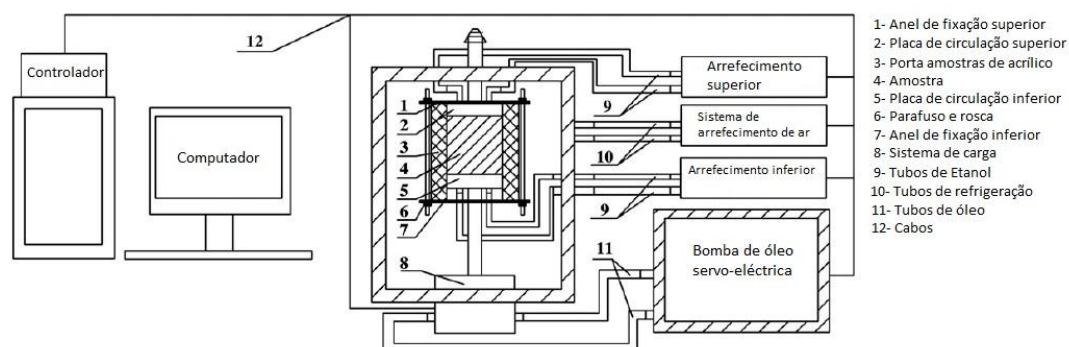 12
Controlador
Computador
1
2
3
4
5
6
7
8
Arrefecimento
superior
9
Sistema de
arrefecimento de ar
10
Arrefecimento inferior
9
11
Bomba de óleo
servo-eléctrica
11
1- Anel de fixação superior
2- Placa de circulação superior
3- Porta amostras de acrílico
4- Amostra
5- Placa de circulação inferior
6- Parafuso e rosca
7- Anel de fixação inferior
8- Sistema de carga
9- Tubos de Etanol
10- Tubos de refrigeração
11- Tubos de óleo
12- Cabos